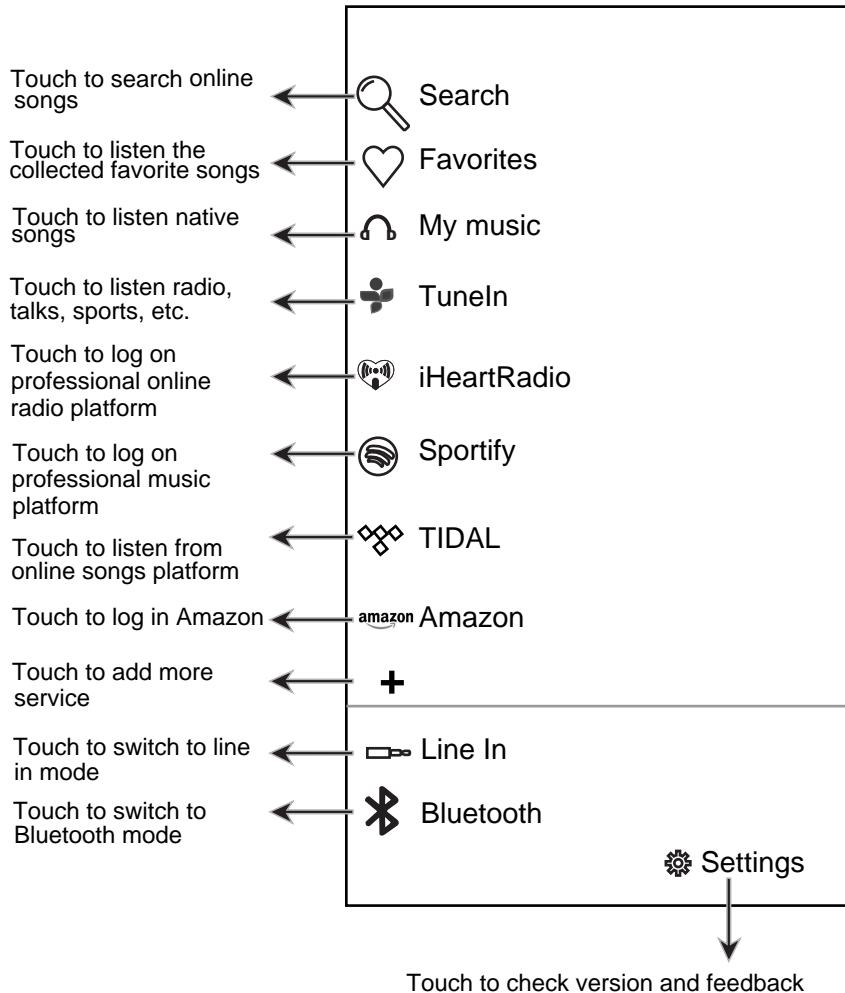 Touch to search online
songs
Search
Touch to listen the
collected favorite songs
Favorites
Touch to listen native
songs
My music
Touch to listen radio,
talks, sports, etc.
TuneIn
Touch to log on
professional online
radio platform
iHeartRadio
Touch to log on
professional music
platform
Sportify
Touch to listen from
online songs platform
TIDAL
Touch to log in Amazon
amazon Amazon
Touch to add more
service
+
Touch to switch to line
in mode
Line In
Touch to switch to
Bluetooth mode
Bluetooth
Settings
Touch to check version and feedback